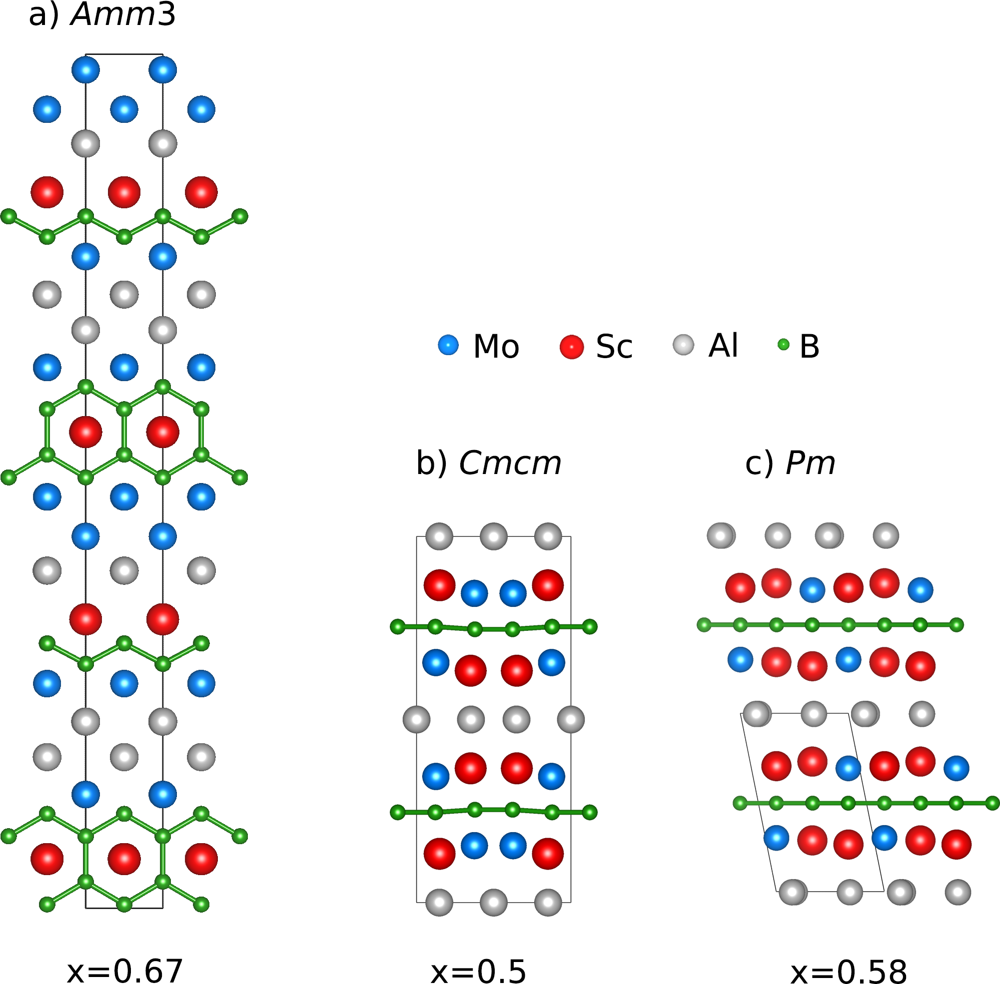 a) Amm3
Mo Sc Al B
b) Cmcm
c) Pm
x=0.67
x=0.5
x=0.58